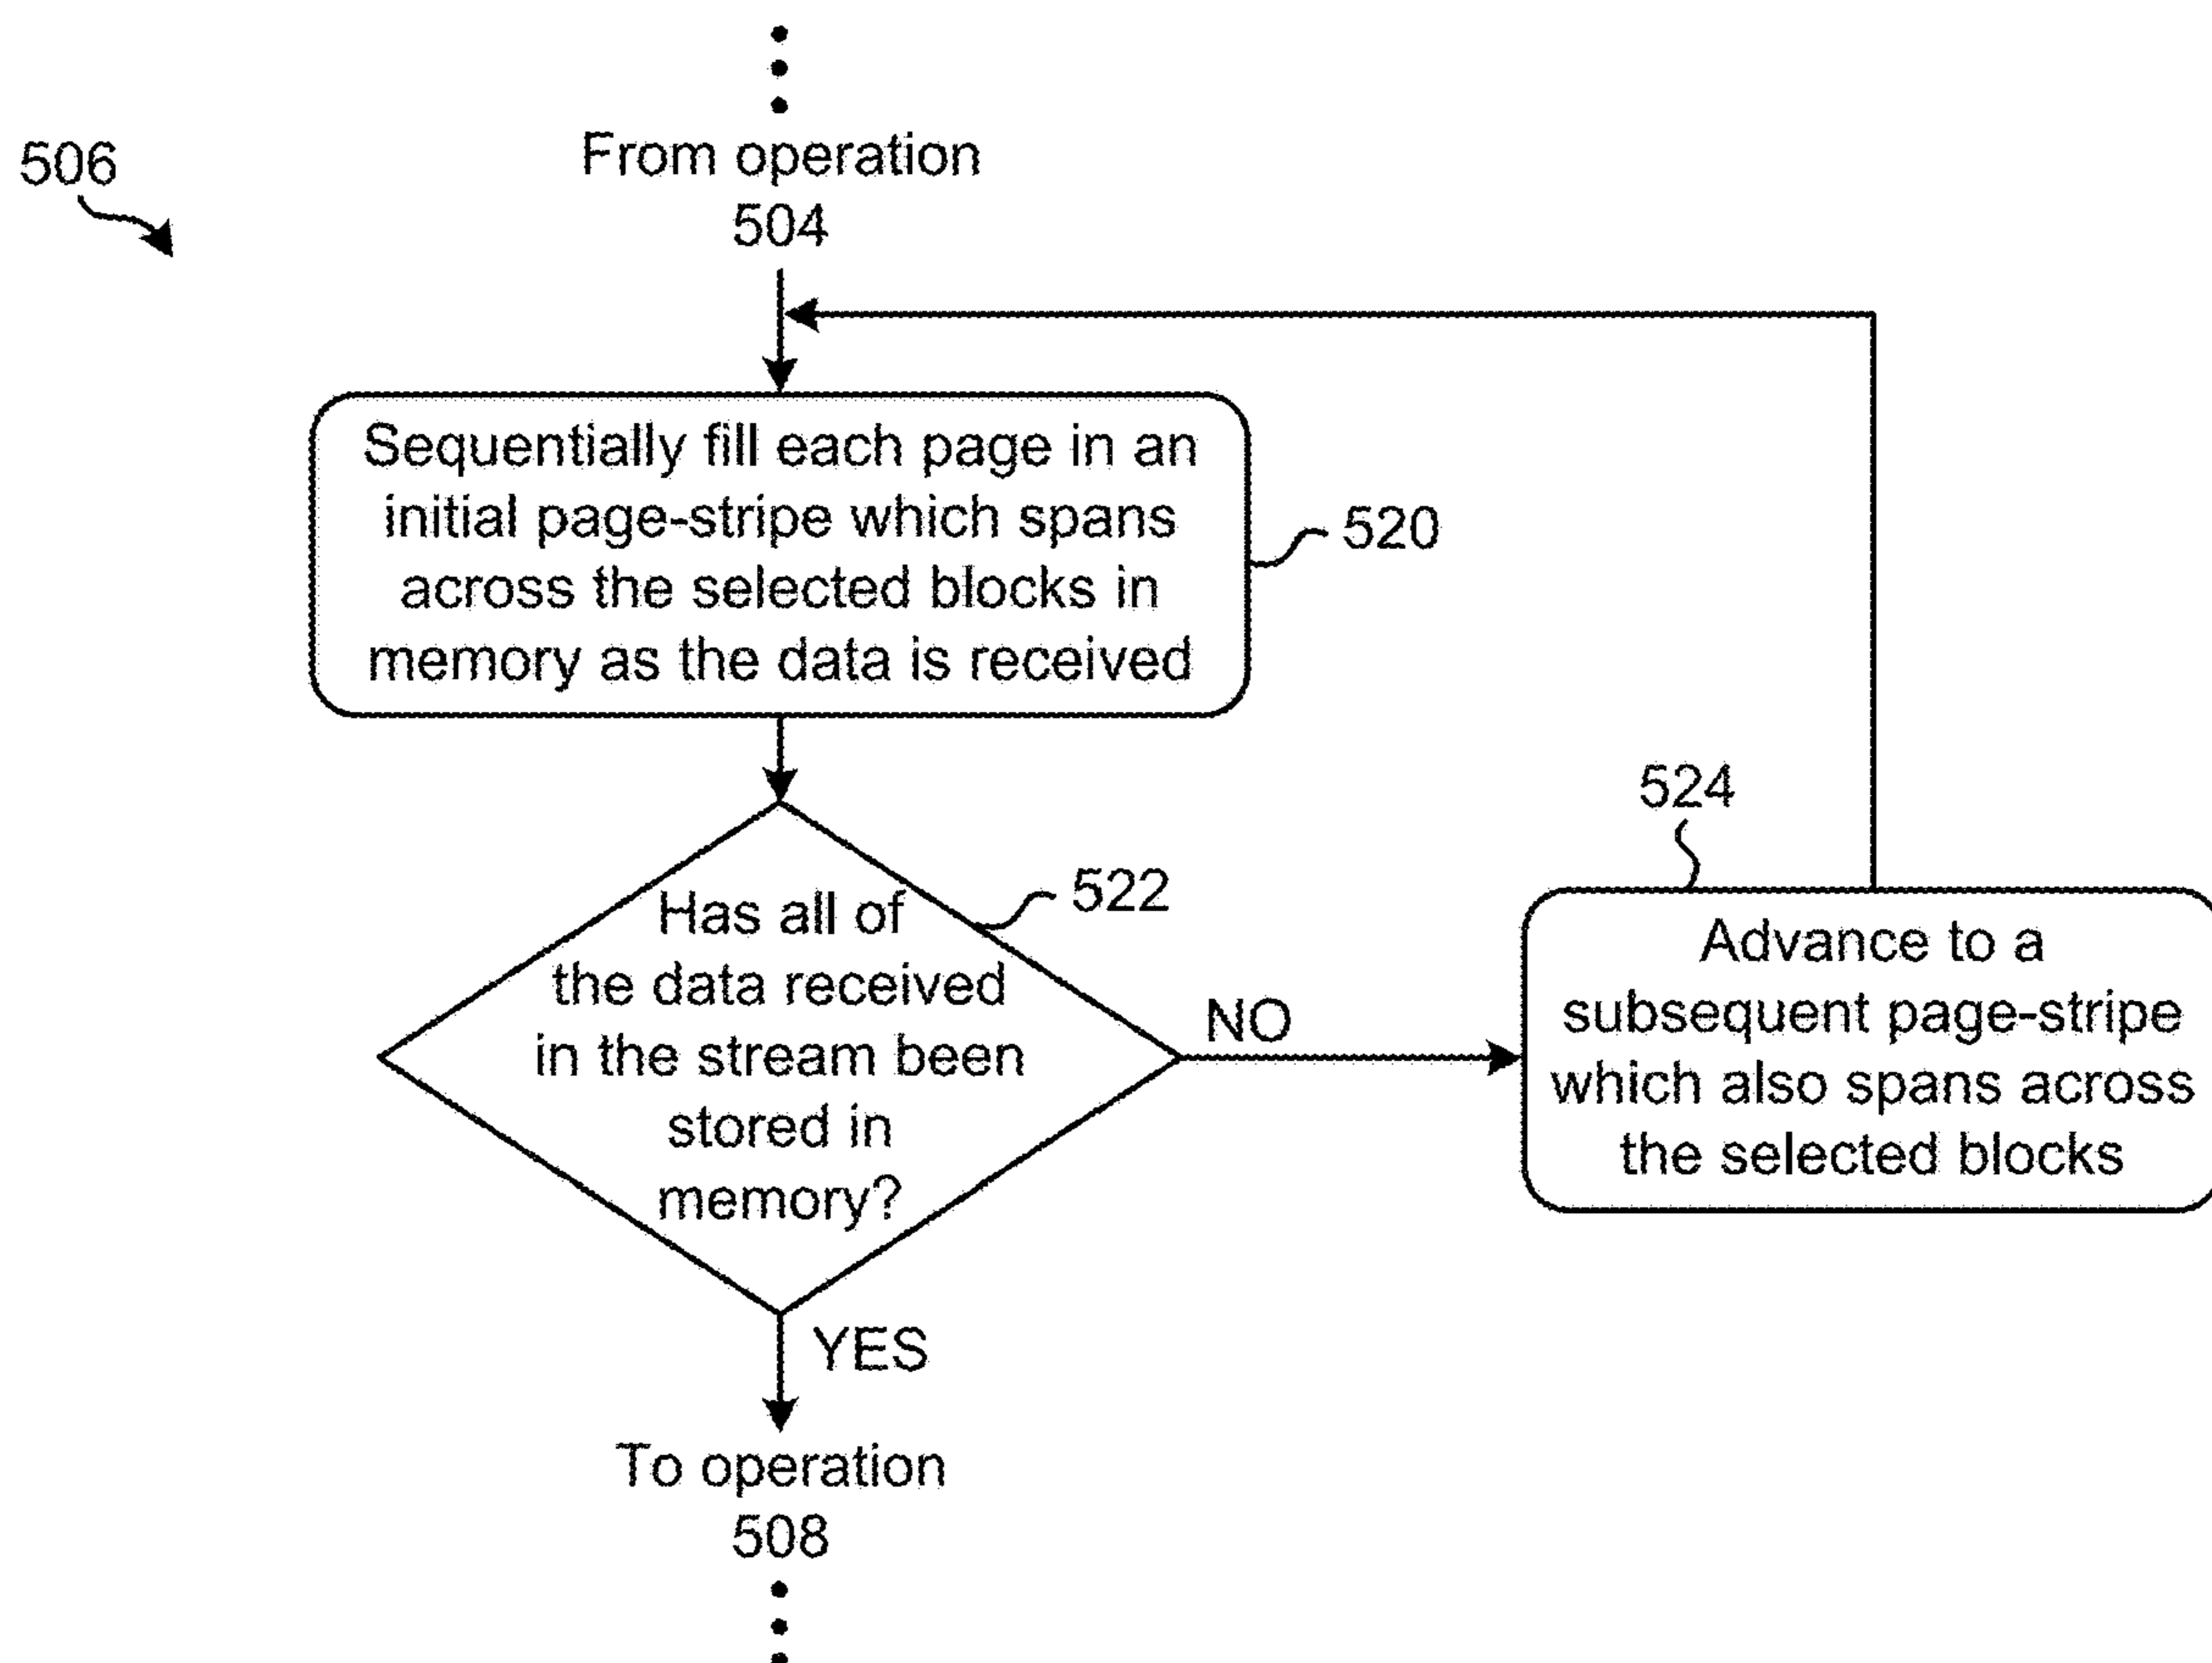 506
From operation
504
Sequentially fill each page in an
initial page-stripe which spans
across the selected blocks in
memory as the data is received
520
Has all of
the data received
in the stream been
stored in
memory?
522
NO
524
Advance to a
subsequent page-stripe
which also spans across
the selected blocks
YES
To operation
508